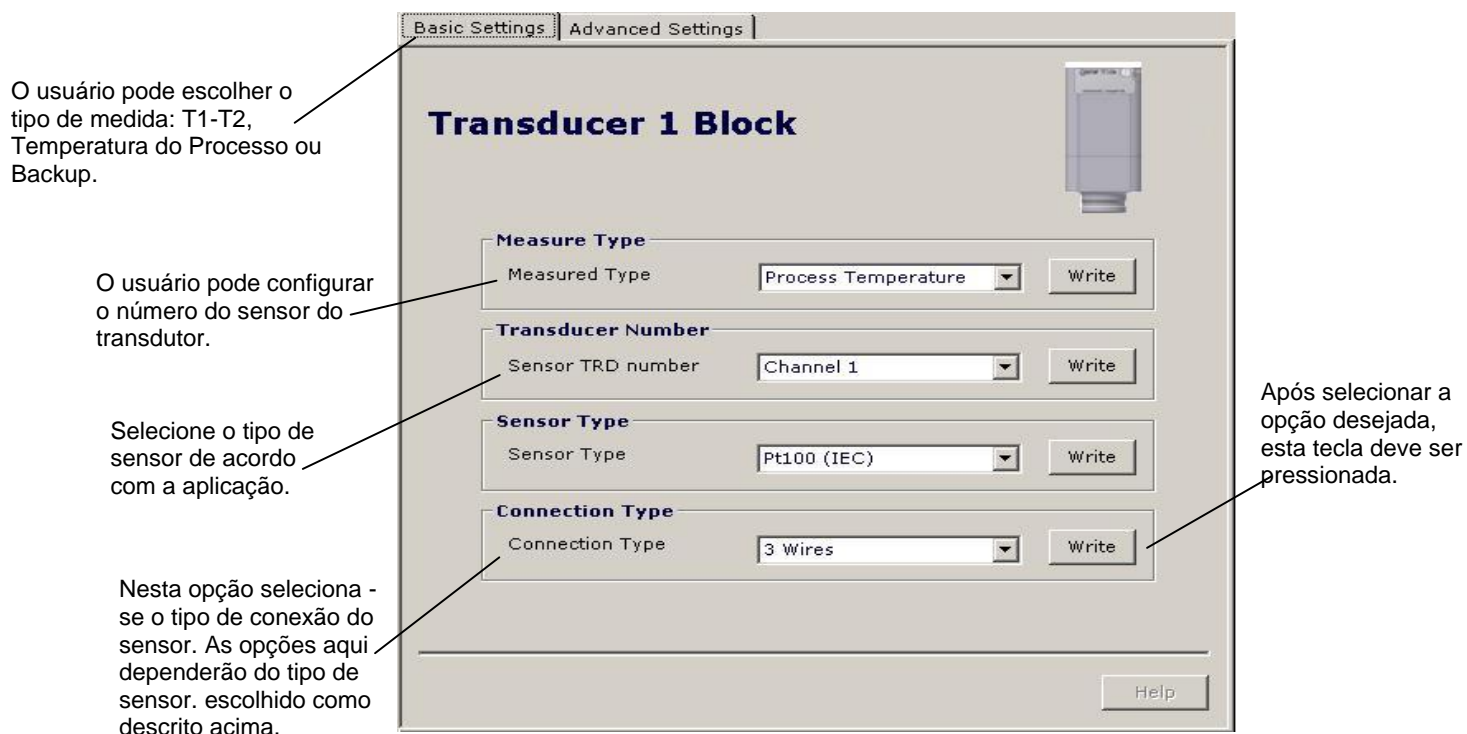 Basic Settings
Advanced Settings
O usuário pode escolher o
tipo de medida: T1-T2,
Temperatura do Processo ou
Backup.
Transducer 1 Block
O usuário pode configurar
o número do sensor do
transdutor.
Measure Type
Measured Type
Process Temperature
Write
Transducer Number
Sensor TRD number
Channel 1
Write
Selecione o tipo de
sensor de acordo
com a aplicação.
Sensor Type
Sensor Type
Pt100 (IEC)
Write
Após selecionar a
opção desejada,
esta tecla deve ser
pressionada.
Connection Type
Connection Type
3 Wires
Write
Nesta opção seleciona -
se o tipo de conexão do
sensor. As opções aqui
dependerão do tipo de
sensor. escolhido como
descrito acima.
Help